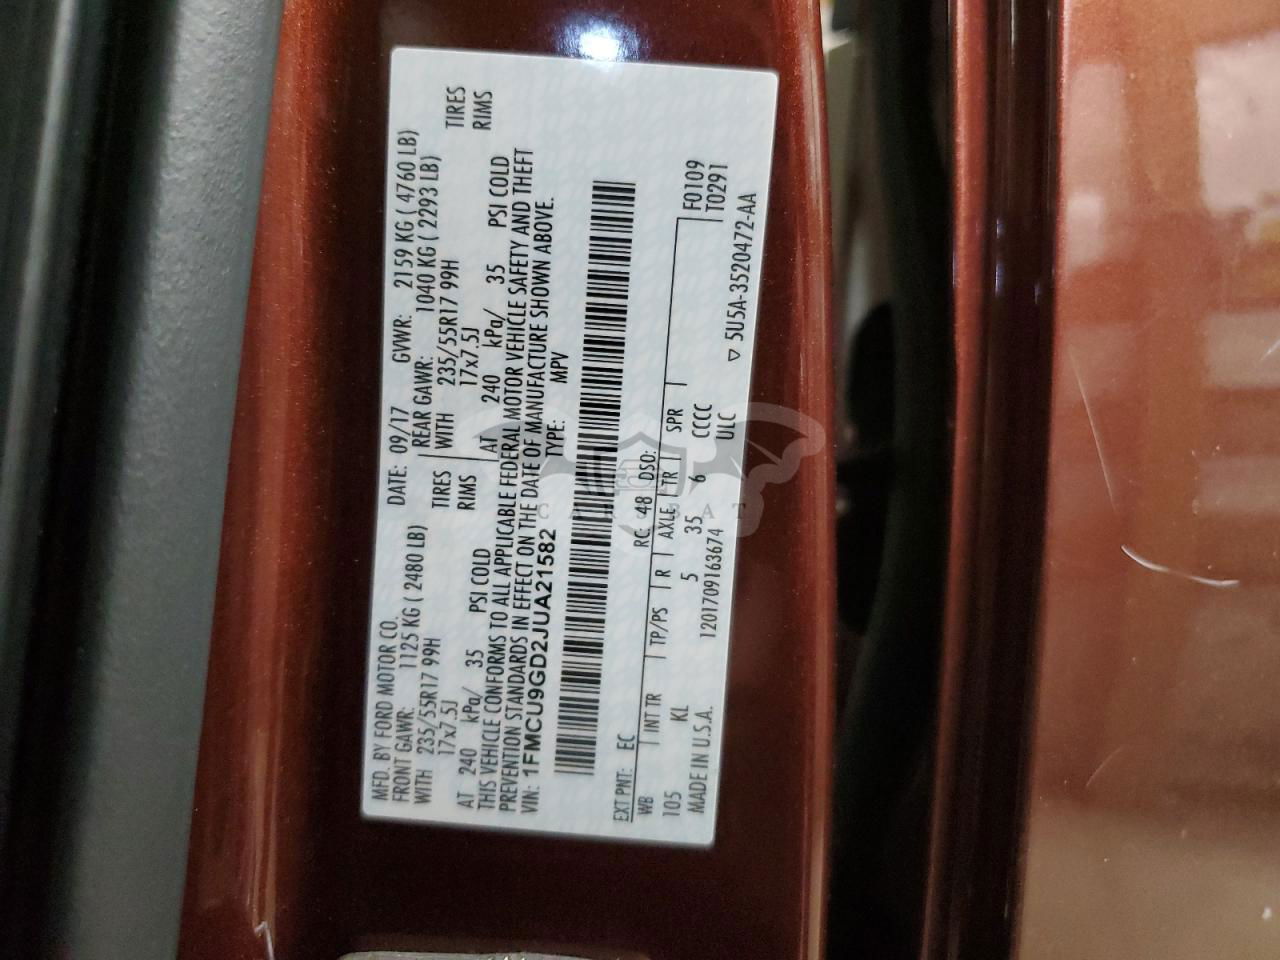 MFD. BY FORD MOTOR CO. DATE: 09/17 GVWR: 2159 KG ( 4760 LB)
FRONT GAWR: 1125 KG ( 2480 LB) REAR GAWR: 1040 KG ( 2293 LB)
WITH 235/55R17 99H TIRES WITH 235/55R17 99H TIRES
17x7.5J RIMS 17x7.5J RIMS
AT 240 kPa/ 35 PSI COLD AT 240 kPa/ 35 PSI COLD
THIS VEHICLE CONFORMS TO ALL APPLICABLE FEDERAL MOTOR VEHICLE SAFETY AND THEFT
PREVENTION STANDARDS IN EFFECT ON THE DATE OF MANUFACTURE SHOWN ABOVE.
VIN: 1FMCU9GD2JUA21582 TYPE: MPV
EXT PNT: EC RC: 48 DSO: F0109
WB INT TR TP/PS R AXLE TR SPR T0291
105 KL 5 35 6 CCCC
MADE IN U.S.A. 1201709163674 ULC ▽ 5U5A-3520472-AA
CARSBAT